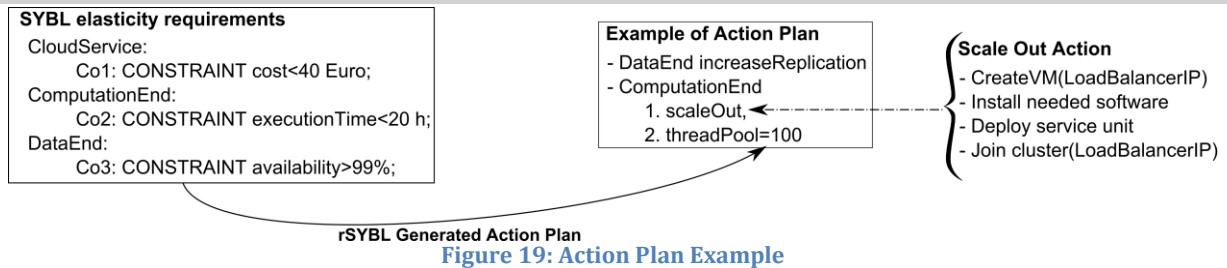 SYBL elasticity requirements
CloudService:
Co1: CONSTRAINT cost<40 Euro;
ComputationEnd:
Co2: CONSTRAINT executionTime<20 h;
DataEnd:
Co3: CONSTRAINT availability>99%;
Example of Action Plan
- DataEnd increaseReplication
- ComputationEnd
1. scaleOut,
2. threadPool=100
Scale Out Action
- CreateVM(LoadBalancerIP)
- Install needed software
- Deploy service unit
- Join cluster(LoadBalancerIP)
rSYBL Generated Action Plan
Figure 19: Action Plan Example